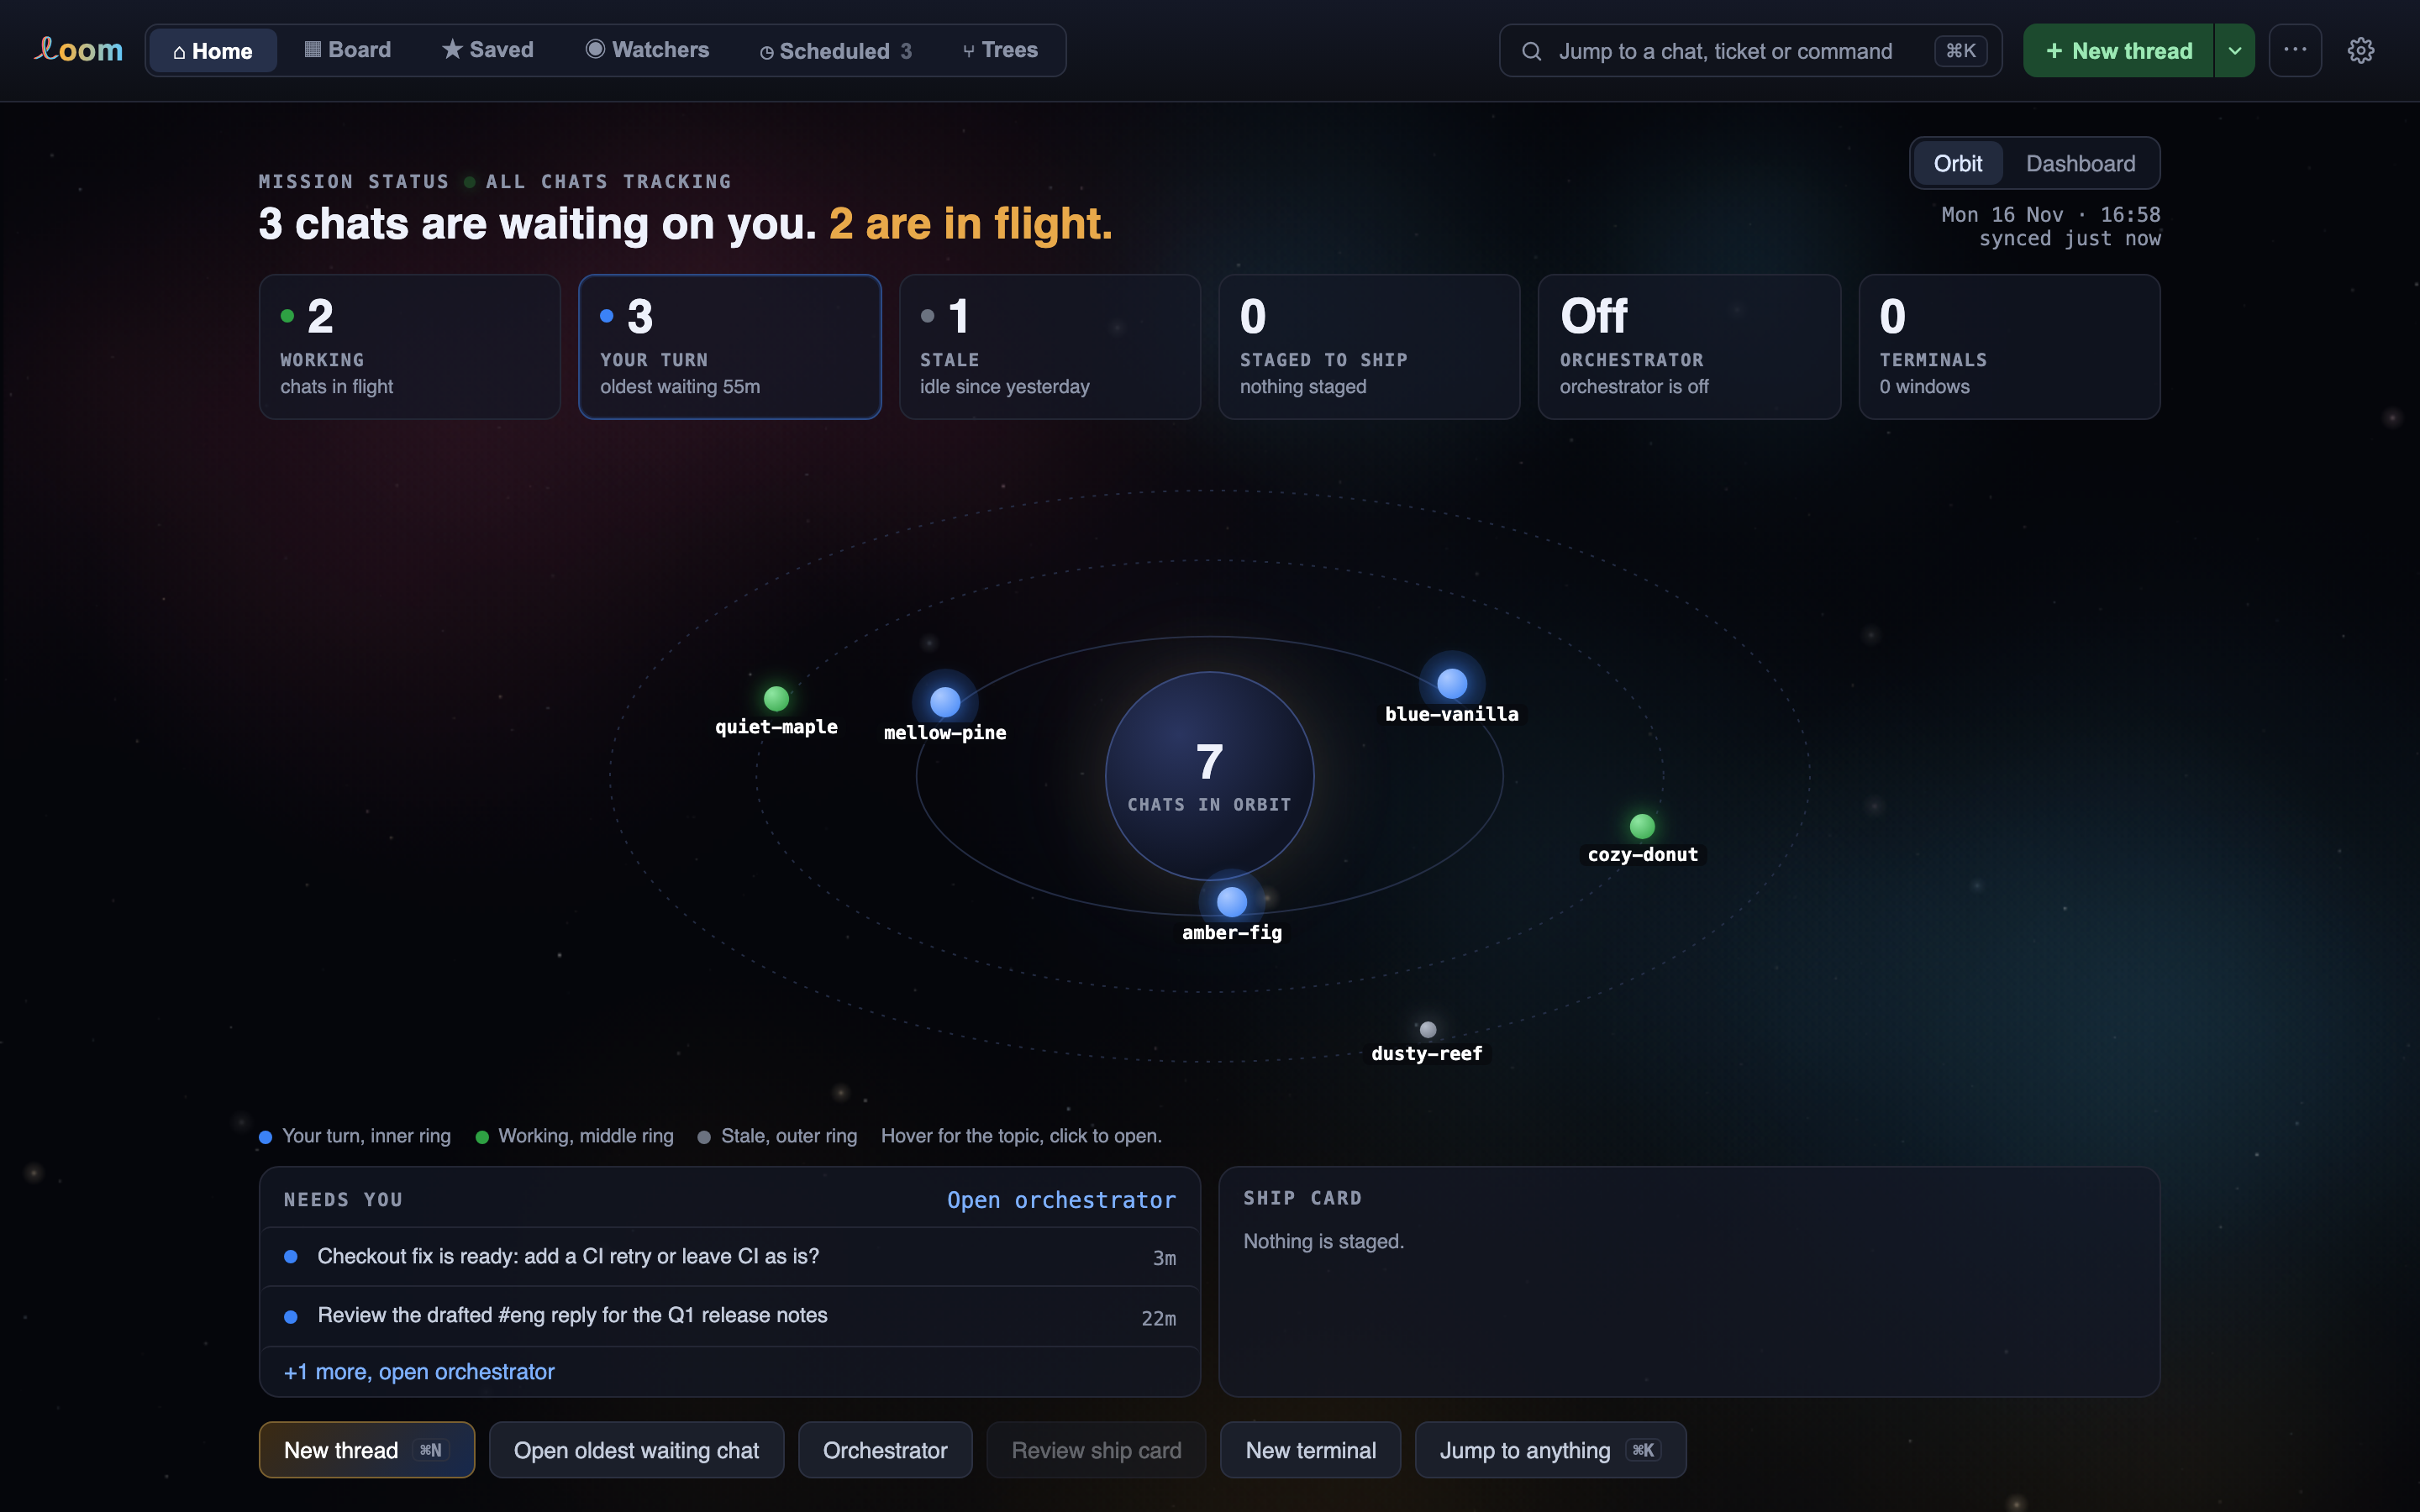 loom
Home
Board
Saved
Watchers
Scheduled 3
Trees
Jump to a chat, ticket or command ⌘K
+ New thread
MISSION STATUS ALL CHATS TRACKING
3 chats are waiting on you. 2 are in flight.
Orbit Dashboard
Mon 16 Nov · 16:58
synced just now
2
WORKING
chats in flight
3
YOUR TURN
oldest waiting 55m
1
STALE
idle since yesterday
0
STAGED TO SHIP
nothing staged
Off
ORCHESTRATOR
orchestrator is off
0
TERMINALS
0 windows
quiet-maple
mellow-pine
blue-vanilla
7
CHATS IN ORBIT
cozy-donut
amber-fig
dusty-reef
Your turn, inner ring Working, middle ring Stale, outer ring Hover for the topic, click to open.
NEEDS YOU Open orchestrator
Checkout fix is ready: add a CI retry or leave CI as is? 3m
Review the drafted #eng reply for the Q1 release notes 22m
+1 more, open orchestrator
SHIP CARD
Nothing is staged.
New thread ⌘N
Open oldest waiting chat
Orchestrator
Review ship card
New terminal
Jump to anything ⌘K